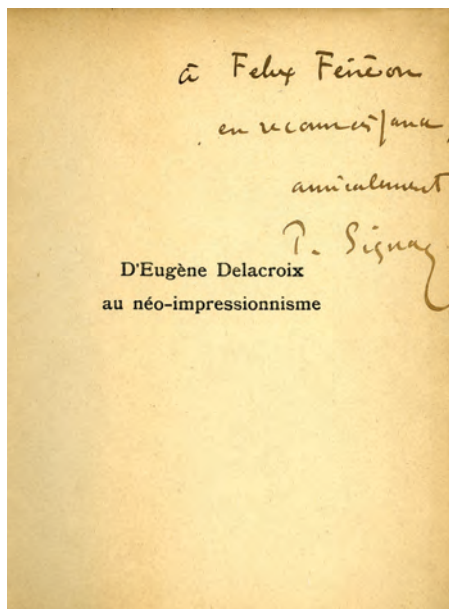 à Felix Fénéon
en reconnaissance,
amicalement
P. Signac
D'Eugène Delacroix
au néo-impressionnisme